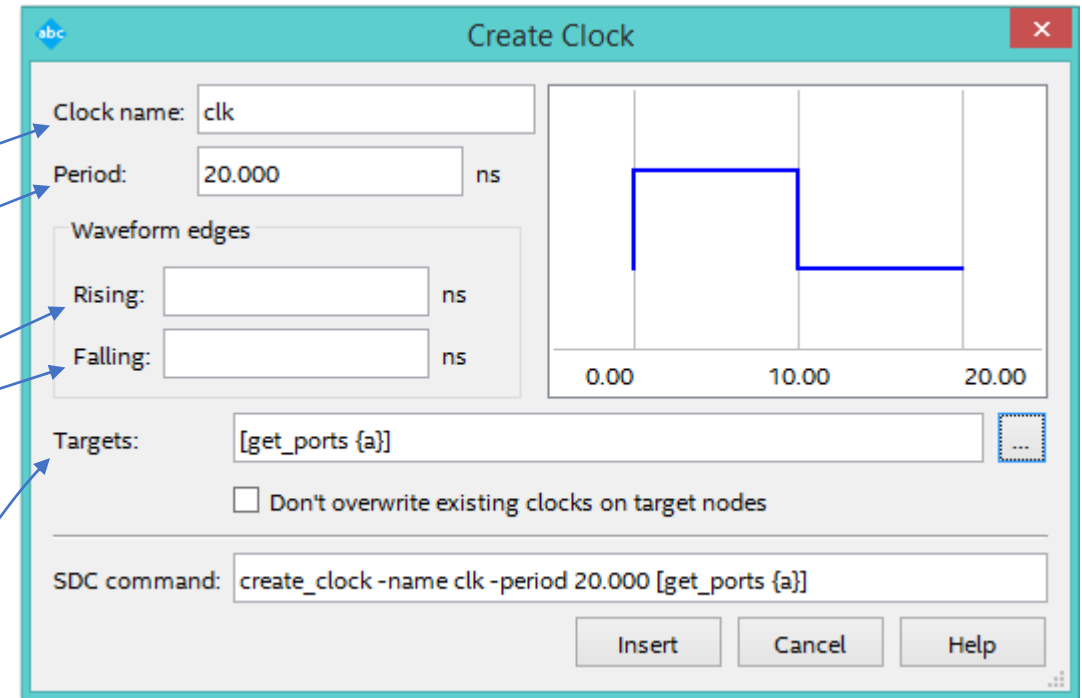 abc
Create Clock
Clock name: clk
Period: 20.000 ns
Waveform edges
Rising: ns
Falling: ns
0.00 10.00 20.00
Targets: [get_ports {a}] ...
Don't overwrite existing clocks on target nodes
SDC command: create_clock -name clk -period 20.000 [get_ports {a}]
Insert Cancel Help